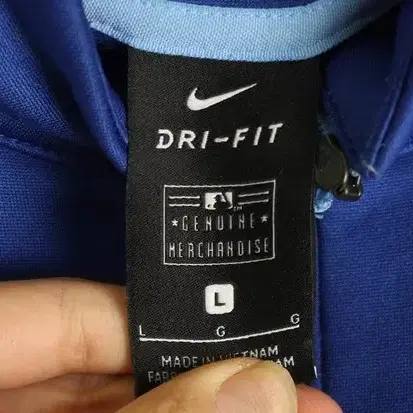 DRI-FIT
GENUINE
MERCHANDISE
L
L G G
MADE IN VIETNAM